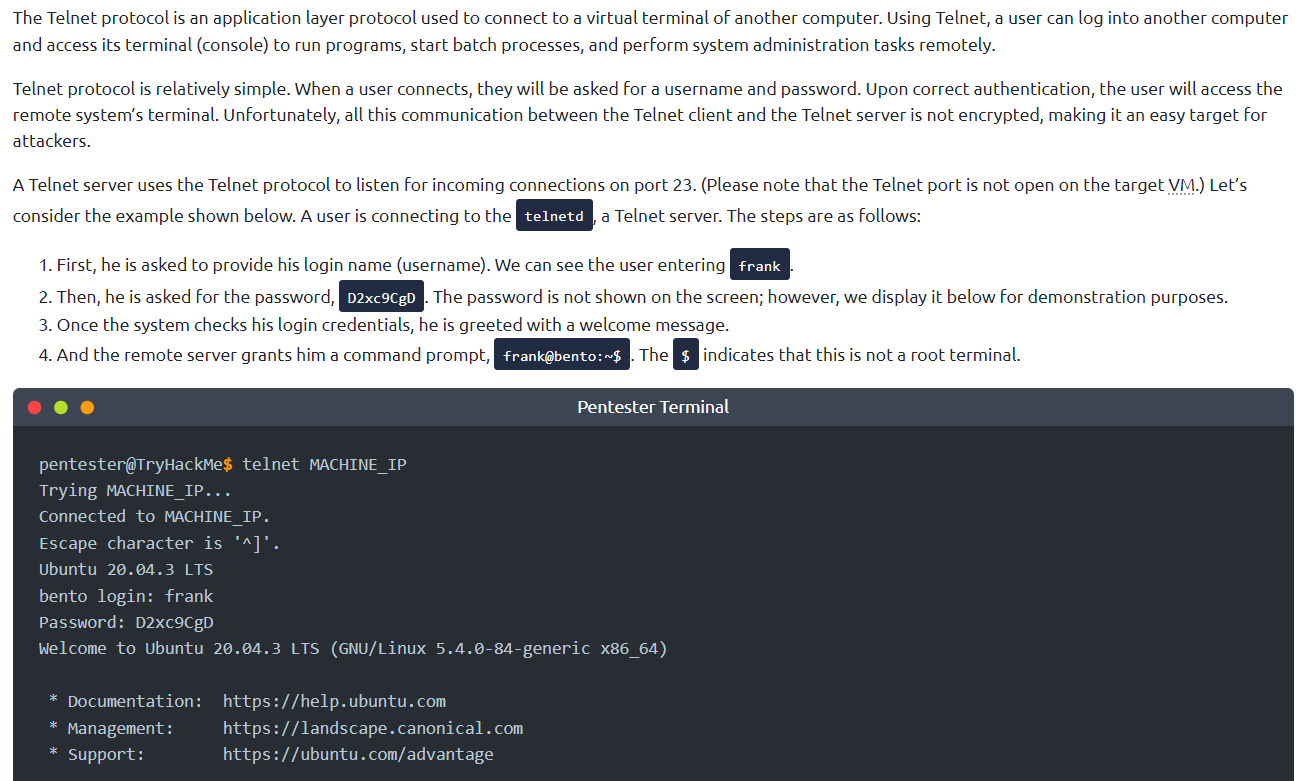 The Telnet protocol is an application layer protocol used to connect to a virtual terminal of another computer. Using Telnet, a user can log into another computer
and access its terminal (console) to run programs, start batch processes, and perform system administration tasks remotely.
Telnet protocol is relatively simple. When a user connects, they will be asked for a username and password. Upon correct authentication, the user will access the
remote system’s terminal. Unfortunately, all this communication between the Telnet client and the Telnet server is not encrypted, making it an easy target for
attackers.
A Telnet server uses the Telnet protocol to listen for incoming connections on port 23. (Please note that the Telnet port is not open on the target VM.) Let’s
consider the example shown below. A user is connecting to the telnetd, a Telnet server. The steps are as follows:
1. First, he is asked to provide his login name (username). We can see the user entering frank.
2. Then, he is asked for the password, D2xc9CgD. The password is not shown on the screen; however, we display it below for demonstration purposes.
3. Once the system checks his login credentials, he is greeted with a welcome message.
4. And the remote server grants him a command prompt, frank@bento:~$. The $ indicates that this is not a root terminal.
Pentester Terminal
pentester@TryHackMe$ telnet MACHINE_IP
Trying MACHINE_IP...
Connected to MACHINE_IP.
Escape character is '^]'.
Ubuntu 20.04.3 LTS
bento login: frank
Password: D2xc9CgD
Welcome to Ubuntu 20.04.3 LTS (GNU/Linux 5.4.0-84-generic x86_64)
* Documentation: https://help.ubuntu.com
* Management: https://landscape.canonical.com
* Support: https://ubuntu.com/advantage